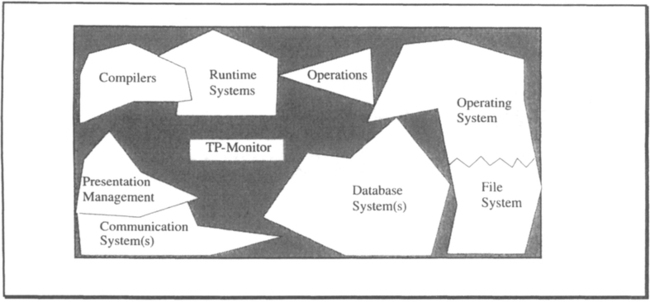 Compilers
Runtime
Systems
Operations
Operating
System
TP-Monitor
Presentation
Management
Database
System(s)
File
System
Communication
System(s)